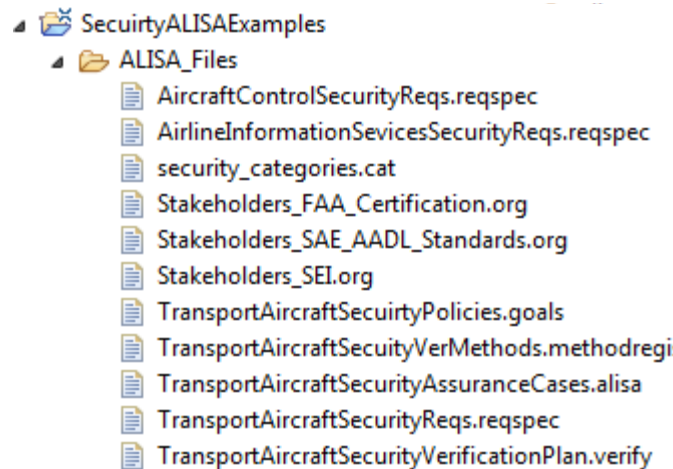 SecuirtyALISAExamples
ALISA_Files
AircraftControlSecurityReqs.reqspec
AirlineInformationSevicesSecurityReqs.reqspec
security_categories.cat
Stakeholders_FAA_Certification.org
Stakeholders_SAE_AADL_Standards.org
Stakeholders_SEI.org
TransportAircraftSecuirtyPolicies.goals
TransportAircraftSecuityVerMethods.methodregis
TransportAircraftSecurityAssuranceCases.alisa
TransportAircraftSecurityReqs.reqspec
TransportAircraftSecurityVerificationPlan.verify